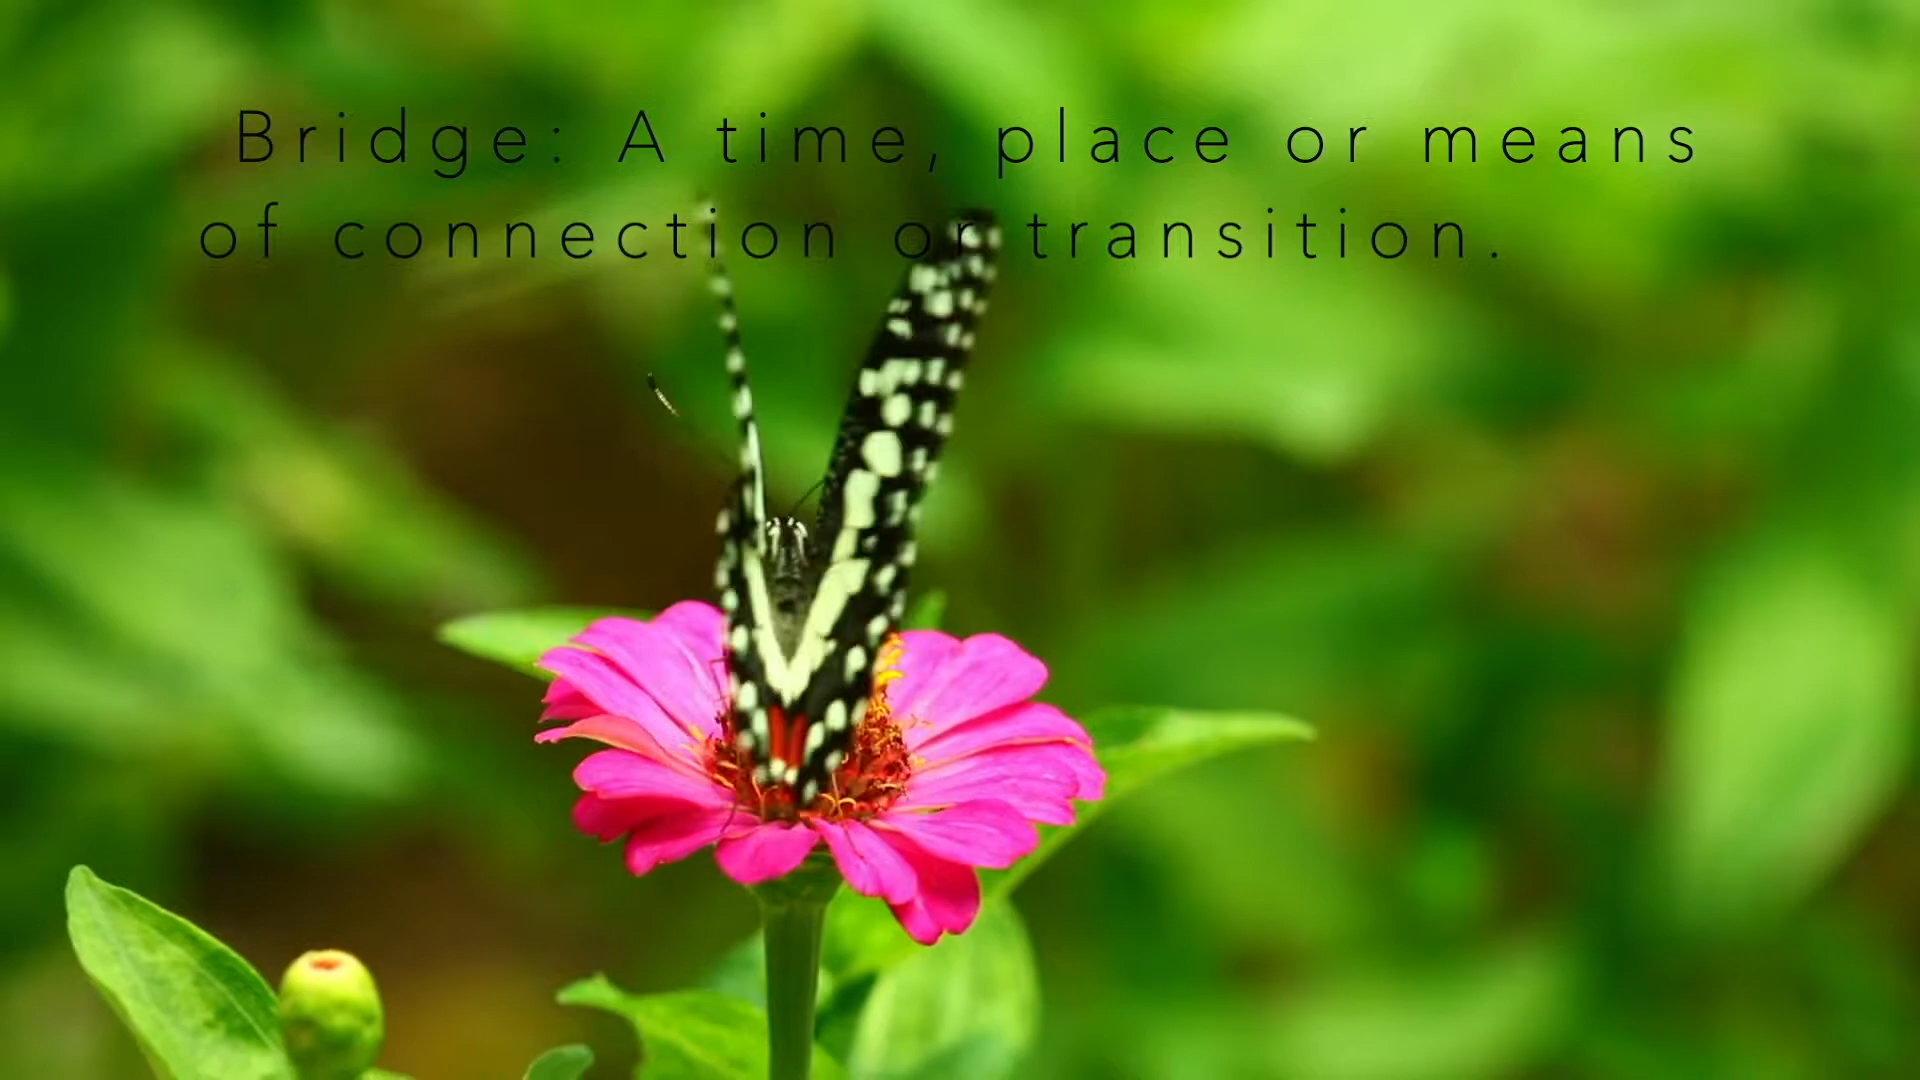 Bridge: A time, place or means
of connection or transition.